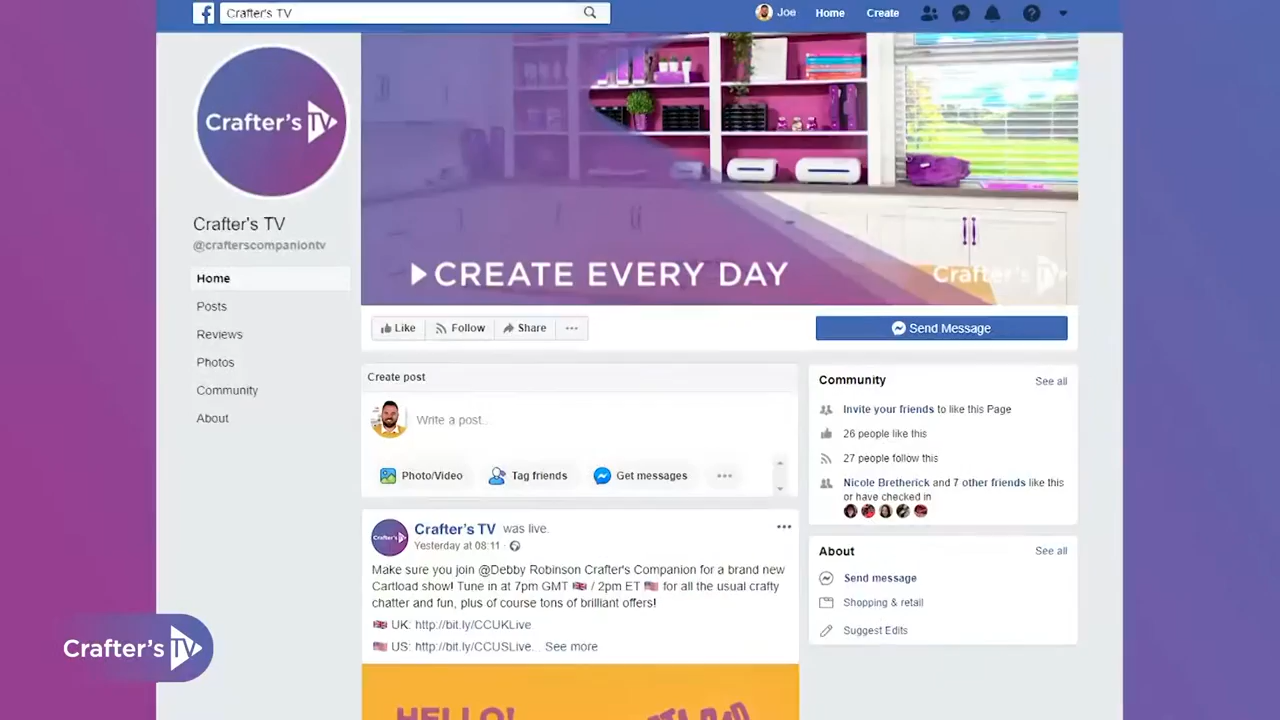 Crafter's TV
Joe
Home
Create
Crafter's TV
Crafter's TV
@crafterscompaniontv
Home
Posts
Reviews
Photos
Community
About
CREATE EVERY DAY
Crafter's TV
Like
Follow
Share
Send Message
Create post
Write a post...
Photo/Video
Tag friends
Get messages
Crafter's TV
Crafter's TV was live.
Yesterday at 08:11
Make sure you join @Debby Robinson Crafter's Companion for a brand new
Cartload show! Tune in at 7pm GMT 🇬🇧 / 2pm ET 🇺🇸 for all the usual crafty
chatter and fun, plus of course tons of brilliant offers!
🇬🇧 UK: http://bit.ly/CCUKLive
🇺🇸 US: http://bit.ly/CCUSLive... See more
HELLO!
Community
See all
Invite your friends to like this Page
26 people like this
27 people follow this
Nicole Bretherick and 7 other friends like this
or have checked in
About
See all
Send message
Shopping & retail
Suggest Edits
Crafter's TV